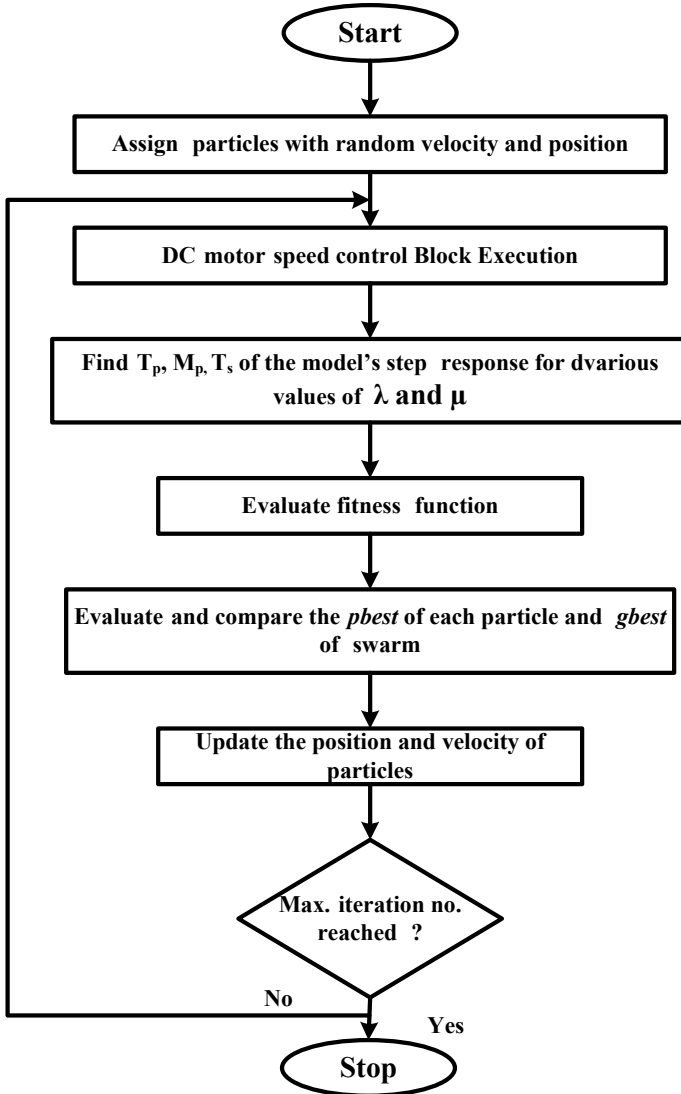 Start
Assign particles with random velocity and position
DC motor speed control Block Execution
Find Tp, Mp, Ts of the model's step response for dvarious
values of λ and μ
Evaluate fitness function
Evaluate and compare the pbest of each particle and gbest
of swarm
Update the position and velocity of
particles
Max. iteration no.
reached ?
No
Yes
Stop